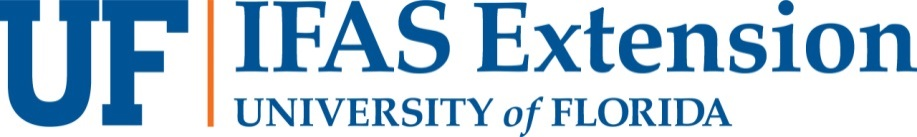 UF
IFAS Extension
UNIVERSITY of FLORIDA